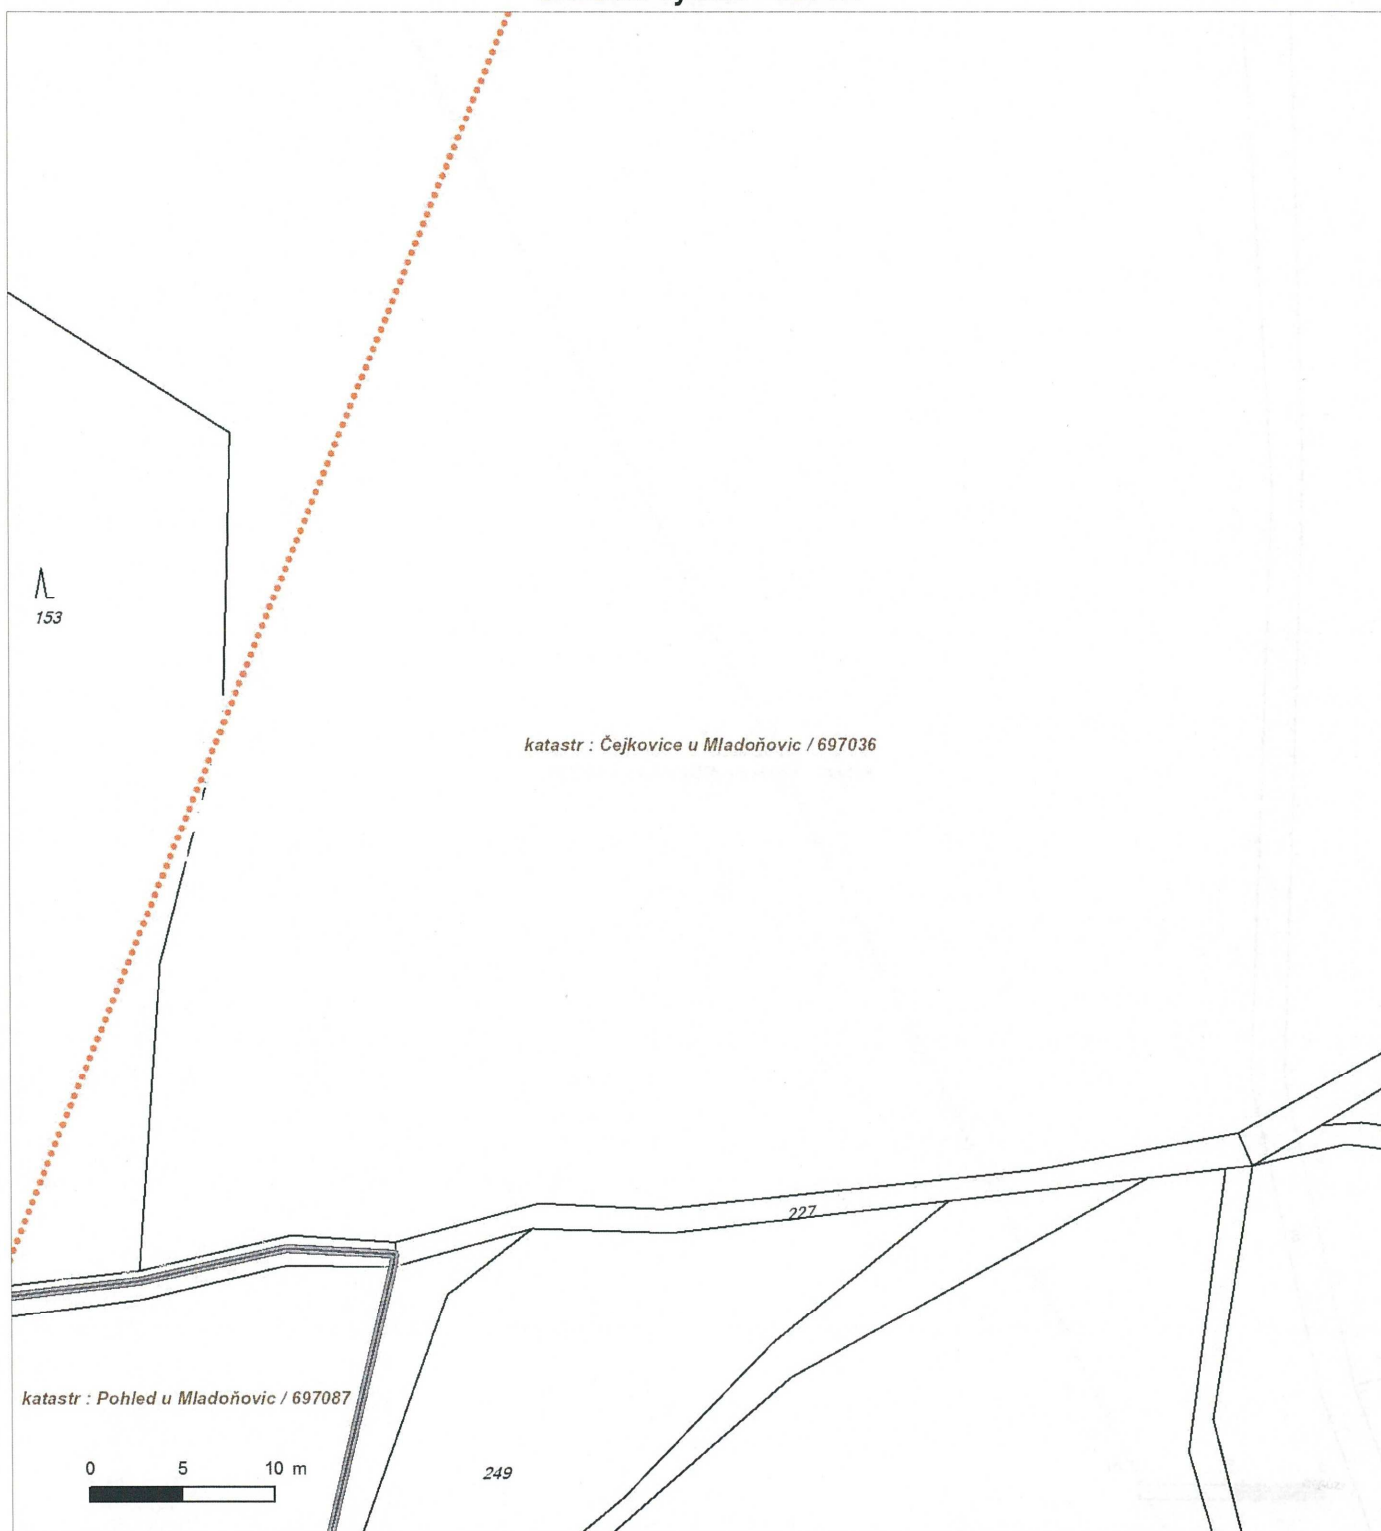 153
katastr : Čejkovice u Mladoňovic / 697036
227
katastr : Pohled u Mladoňovic / 697087
0 5 10 m
249